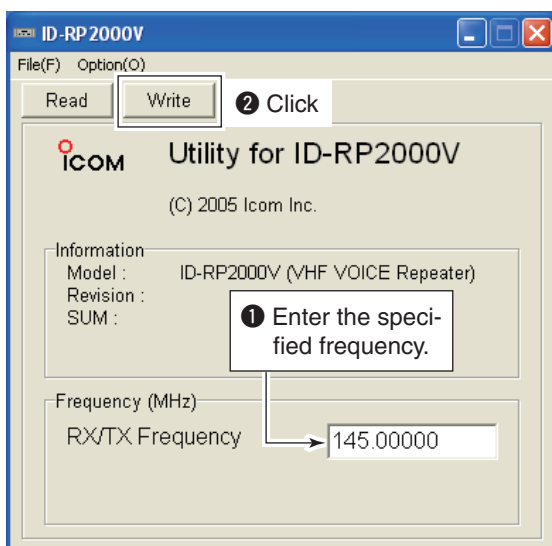 ID-RP2000V
File(F) Option(O)
Read Write ❷ Click
ICOM Utility for ID-RP2000V
(C) 2005 Icom Inc.
Information
Model : ID-RP2000V (VHF VOICE Repeater)
Revision :
SUM :
❶ Enter the speci-
fied frequency.
Frequency (MHz)
RX/TX Frequency 145.00000